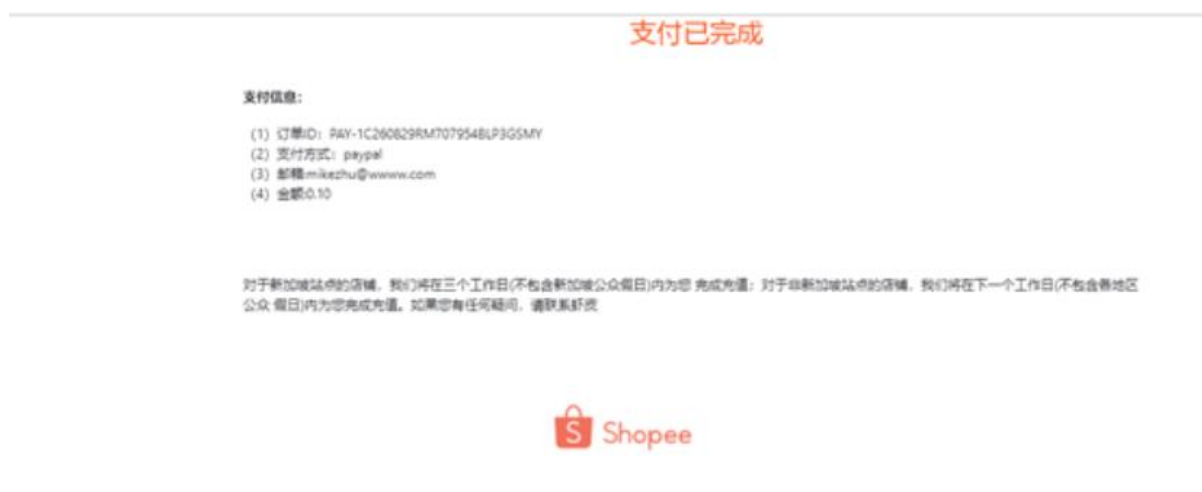 支付已完成
支付信息：
(1) 订单ID：PAY-1C260829RM707954BLP3GSMY
(2) 支付方式：paypal
(3) 邮箱:mikezhu@wwww.com
(4) 金额:0.10
对于新加坡站点的店铺，我们将在三个工作日(不包含新加坡公众假日)内为您 完成充值；对于非新加坡站点的店铺，我们将在下一个工作日(不包含各地区
公众 假日)内为您完成充值。如果您有任何疑问，请联系虾皮
Shopee